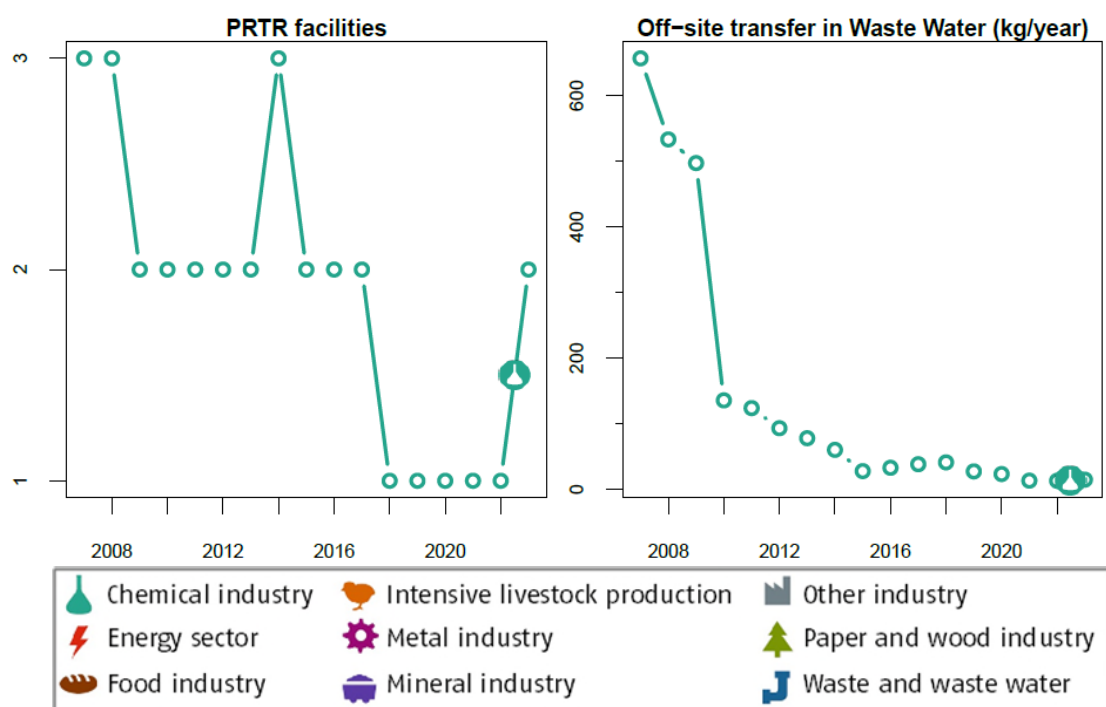 PRTR facilities
3
2
1
2008 2012 2016 2020
Off−site transfer in Waste Water (kg/year)
600
400
200
0
2008 2012 2016 2020
Chemical industry Intensive livestock production Other industry
Energy sector Metal industry Paper and wood industry
Food industry Mineral industry Waste and waste water